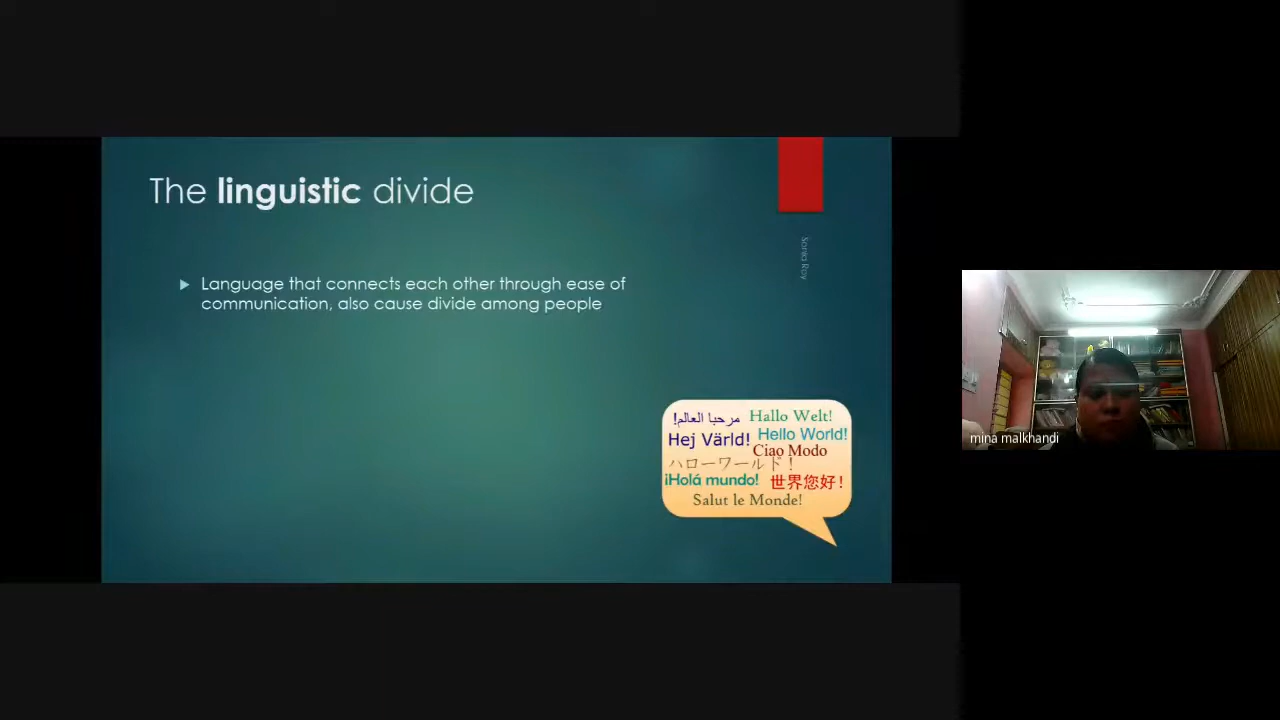 The linguistic divide
Language that connects each other through ease of
communication, also cause divide among people
Sonia Roy
مرحبا العالم!
Hallo Welt!
Hej Värld!
Hello World!
Ciao Modo
ハローワールド!
¡Holá mundo!
世界您好!
Salut le Monde!
mina malkhandi